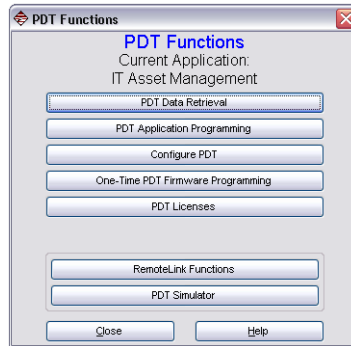 PDT Functions
PDT Functions
Current Application:
IT Asset Management
PDT Data Retrieval
PDT Application Programming
Configure PDT
One-Time PDT Firmware Programming
PDT Licenses
RemoteLink Functions
PDT Simulator
Close
Help